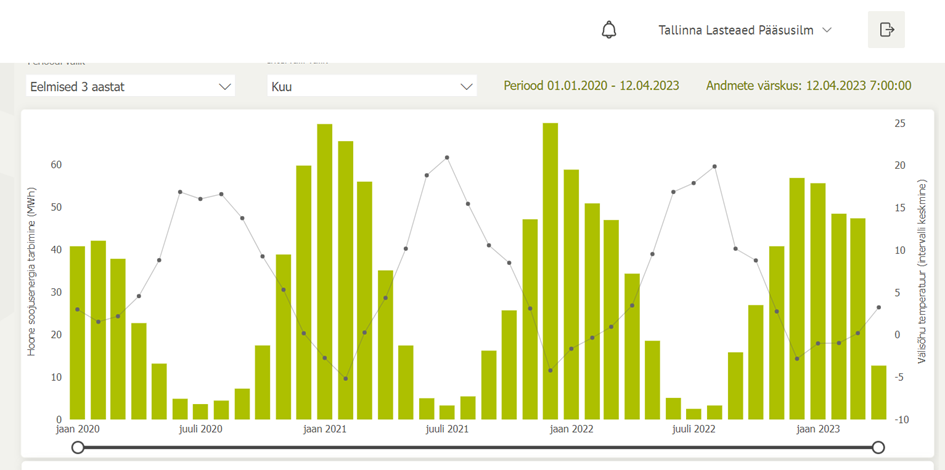 Tallinna Lasteaed Pääsusilm
Eelmised 3 aastat
Kuu
Periood 01.01.2020 - 12.04.2023
Andmete värskus: 12.04.2023 7:00:00
Hoone soojusenergia tarbimine (MWh)
60
50
40
30
20
10
0
25
20
15
10
5
0
-5
-10
Välisõhu temperatuur (intervalli keskmine)
jaan 2020
juuli 2020
jaan 2021
juuli 2021
jaan 2022
juuli 2022
jaan 2023